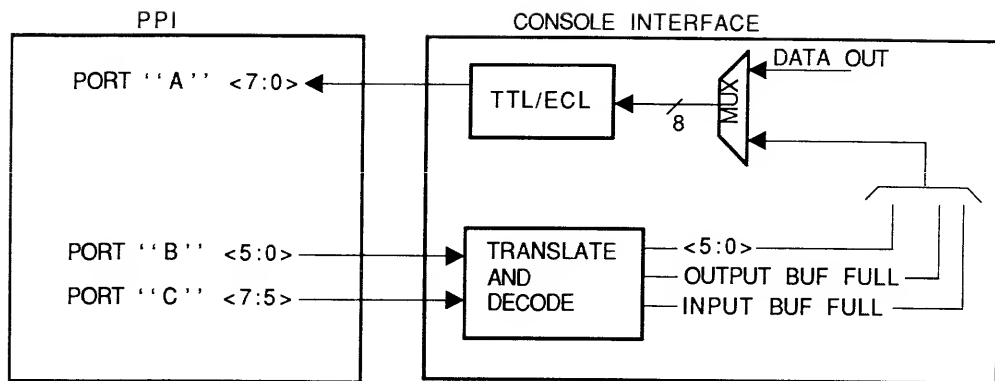 PPI
CONSOLE INTERFACE
PORT ‘‘A’’ <7:0>
TTL/ECL
8
MUX
DATA OUT
PORT ‘‘B’’ <5:0>
PORT ‘‘C’’ <7:5>
TRANSLATE
AND
DECODE
<5:0>
OUTPUT BUF FULL
INPUT BUF FULL